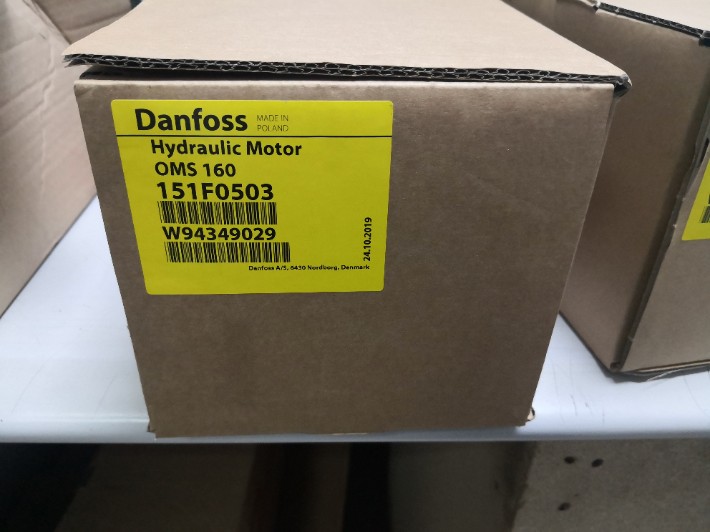 Danfoss MADE IN POLAND
Hydraulic Motor
OMS 160
151F0503
W94349029
24.10.2019
Danfoss A/S, 6430 Nordborg, Denmark